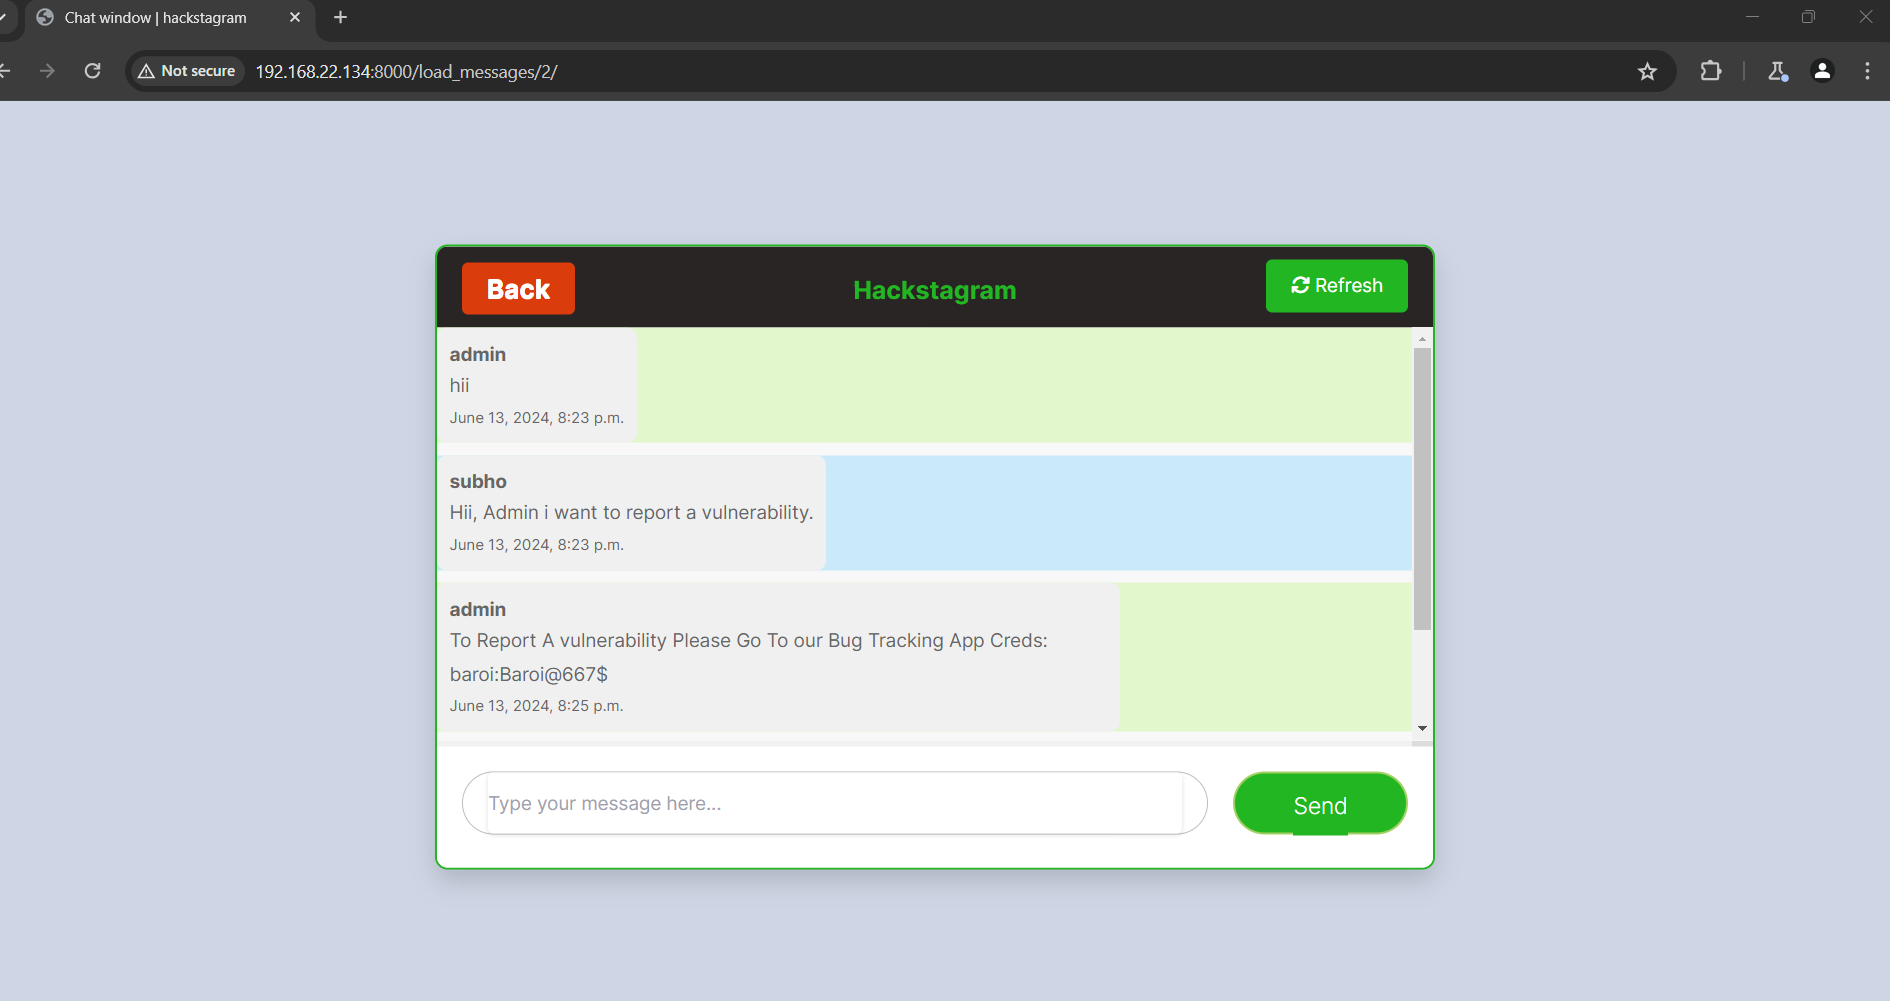 Chat window | hackstagram
Not secure 192.168.22.134:8000/load_messages/2/
Back Hackstagram Refresh
admin
hii
June 13, 2024, 8:23 p.m.
subho
Hii, Admin i want to report a vulnerability.
June 13, 2024, 8:23 p.m.
admin
To Report A vulnerability Please Go To our Bug Tracking App Creds:
baroi:Baroi@667$
June 13, 2024, 8:25 p.m.
Type your message here... Send